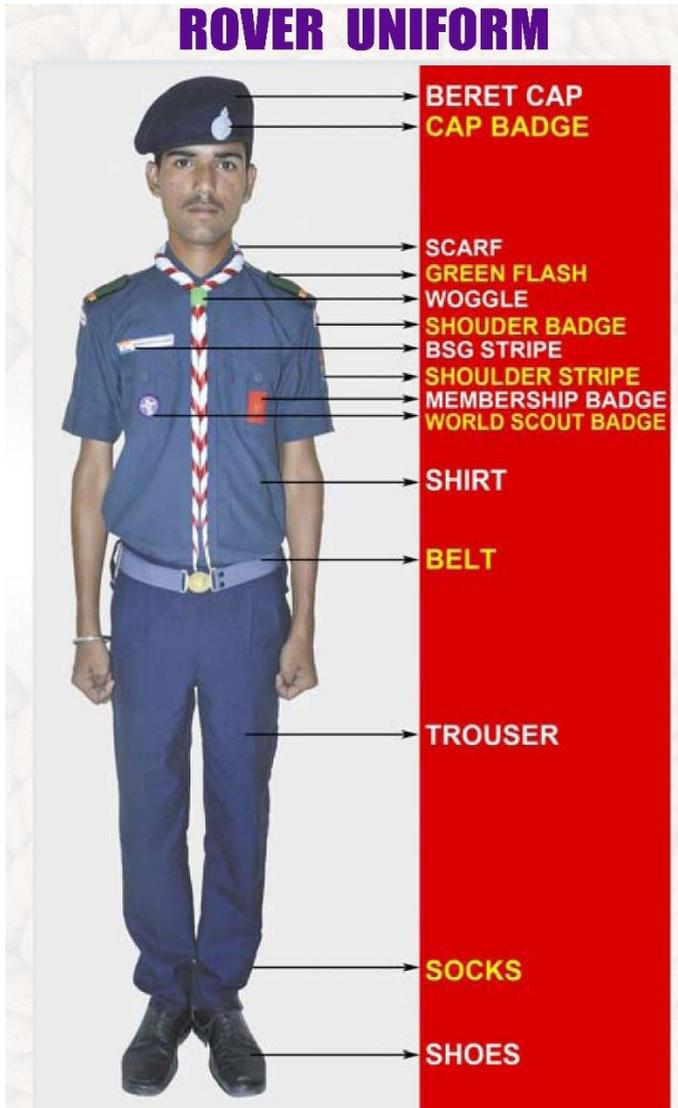 ROVER UNIFORM
BERET CAP
CAP BADGE
SCARF
GREEN FLASH
WOGGLE
SHOUDER BADGE
BSG STRIPE
SHOULDER STRIPE
MEMBERSHIP BADGE
WORLD SCOUT BADGE
SHIRT
BELT
TROUSER
SOCKS
SHOES